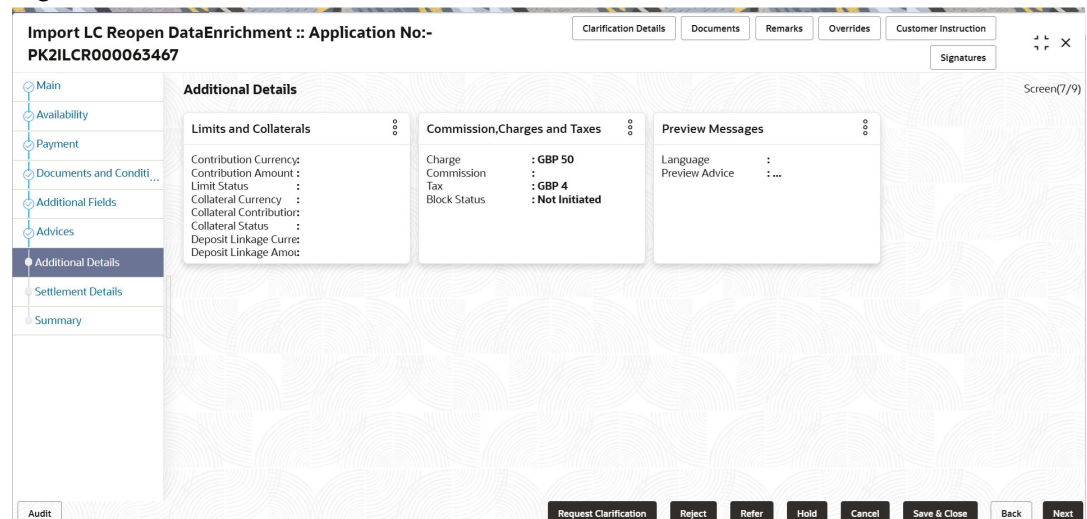 Import LC Reopen DataEnrichment :: Application No:-
PK2ILCR000063467
Clarification Details
Documents
Remarks
Overrides
Customer Instruction
Signatures
Main
Availability
Payment
Documents and Conditi...
Additional Fields
Advices
Additional Details
Settlement Details
Summary
Additional Details
Screen(7/9)
Limits and Collaterals
Contribution Currency:
Contribution Amount :
Limit Status :
Collateral Currency :
Collateral Contribution:
Collateral Status :
Deposit Linkage Curre:
Deposit Linkage Amou:
Commission,Charges and Taxes
Charge : GBP 50
Commission :
Tax : GBP 4
Block Status : Not Initiated
Preview Messages
Language :
Preview Advice : ...
Audit
Request Clarification
Reject
Refer
Hold
Cancel
Save & Close
Back
Next